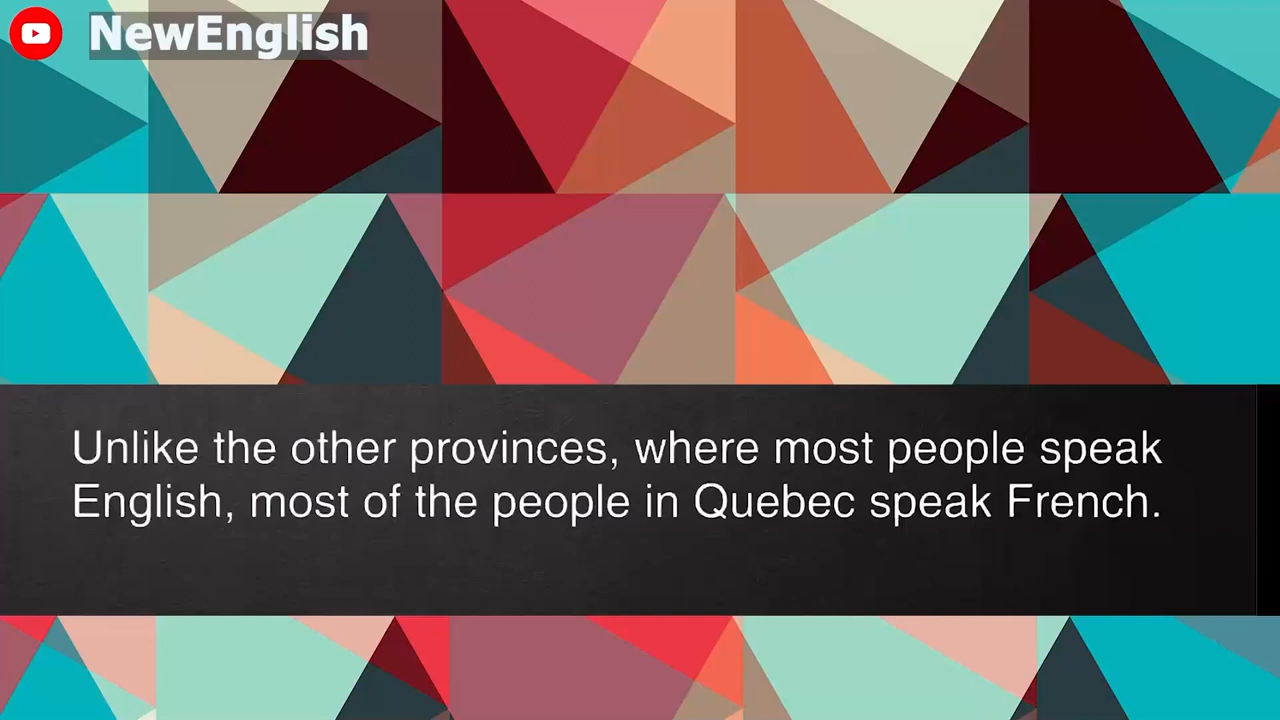 NewEnglish
Unlike the other provinces, where most people speak
English, most of the people in Quebec speak French.